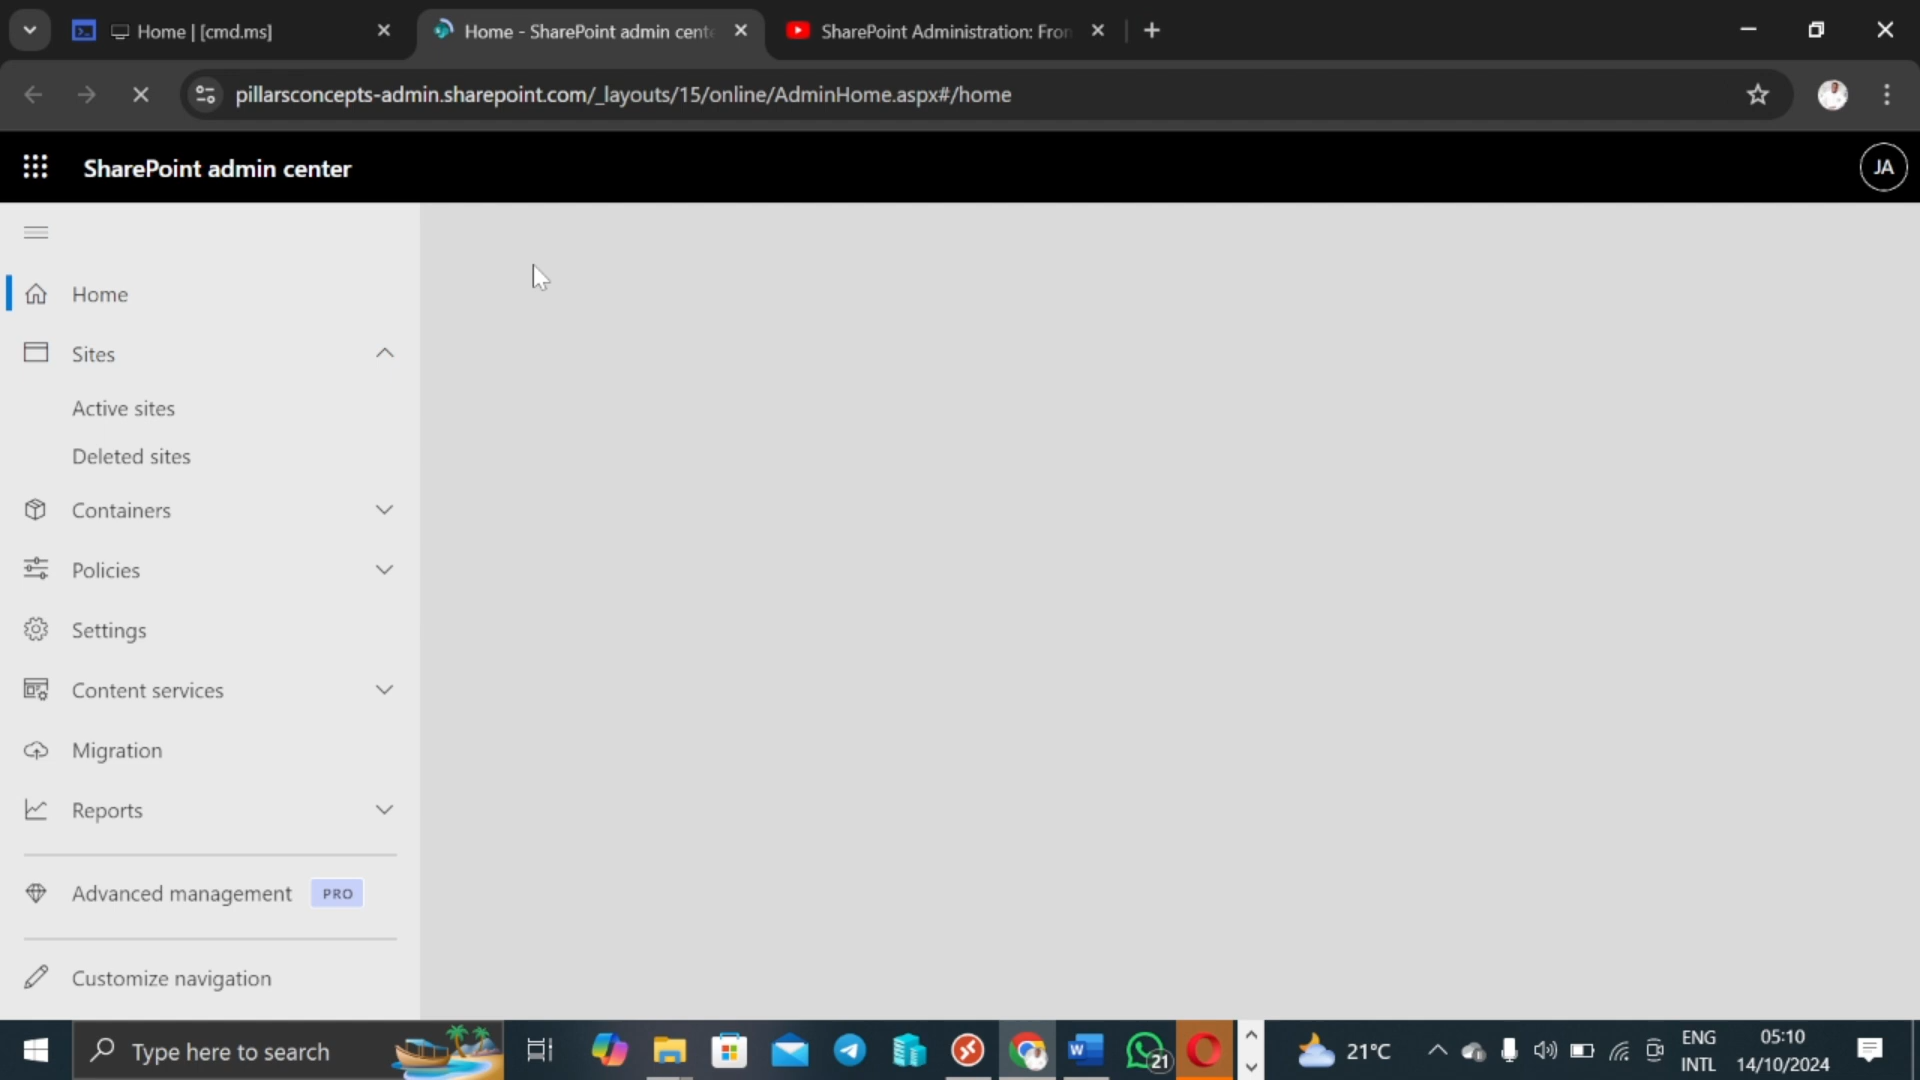 Home | [cmd.ms]
Home - SharePoint admin cent
SharePoint Administration: Fron
pillarsconcepts-admin.sharepoint.com/_layouts/15/online/AdminHome.aspx#/home
SharePoint admin center
JA
Home
Sites
Active sites
Deleted sites
Containers
Policies
Settings
Content services
Migration
Reports
Advanced management PRO
Customize navigation
Type here to search
21
21°C
ENG
INTL
05:10
14/10/2024